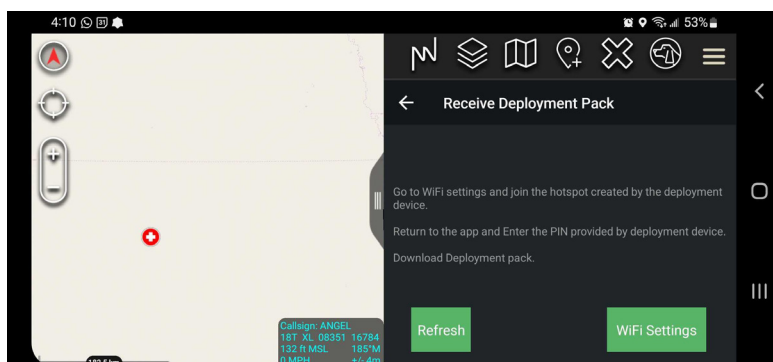 4:10
31
53%
Receive Deployment Pack
Go to WiFi settings and join the hotspot created by the deployment
device.
Return to the app and Enter the PIN provided by deployment device.
Download Deployment pack.
Callsign: ANGEL
18T XL 08351 16784
132 ft MSL 185°M
0 MPH +/- 4m
Refresh
WiFi Settings